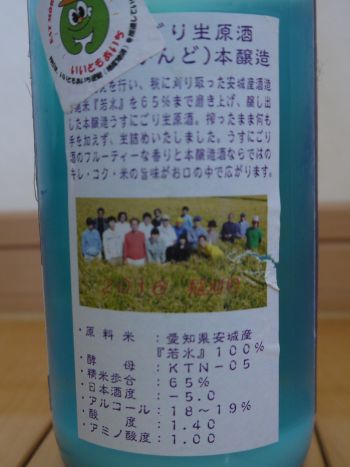 EAT MORE
いいともあいち
ごり生原酒
んど)本醸造
えを行い、秋に刈り取った安城産酒造
米『若水』を65%まで磨き上げ、醸し出
した本醸造うすにごり生原酒。搾ったまま何も
手を加えず、生詰めいたしました。うすにごり
酒のフルーティーな香りと本醸造酒ならではの
キレ・コク・米の旨味がお口の中で広がります。
2016
・原料米:愛知県安城産
『若水』100%
・酵母:KTN-05
・精米歩合:65%
・日本酒度:-5.0
・アルコール:18~19%
・酸度:1.40
・アミノ酸度:1.00